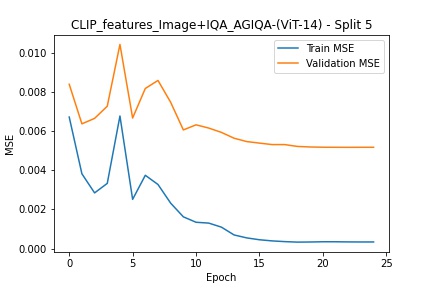 CLIP_features_Image+IQA_AGIQA-(ViT-14) - Split 5
Train MSE
Validation MSE
0.010
0.008
0.006
0.004
0.002
0.000
MSE
0 5 10 15 20 25
Epoch